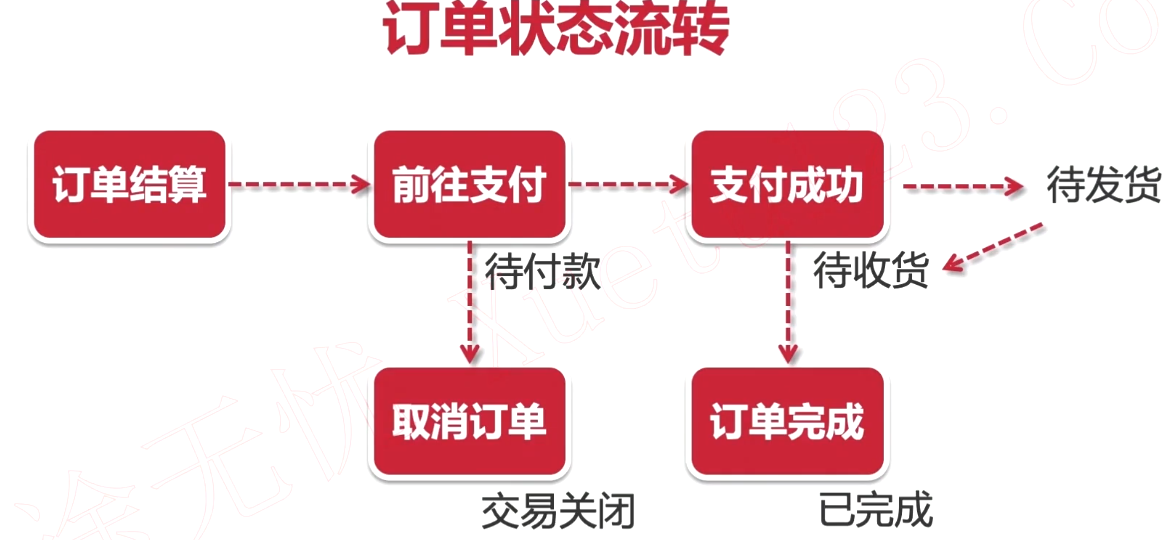 订单状态流转
订单结算
前往支付
支付成功
待发货
待付款
待收货
取消订单
订单完成
交易关闭
已完成